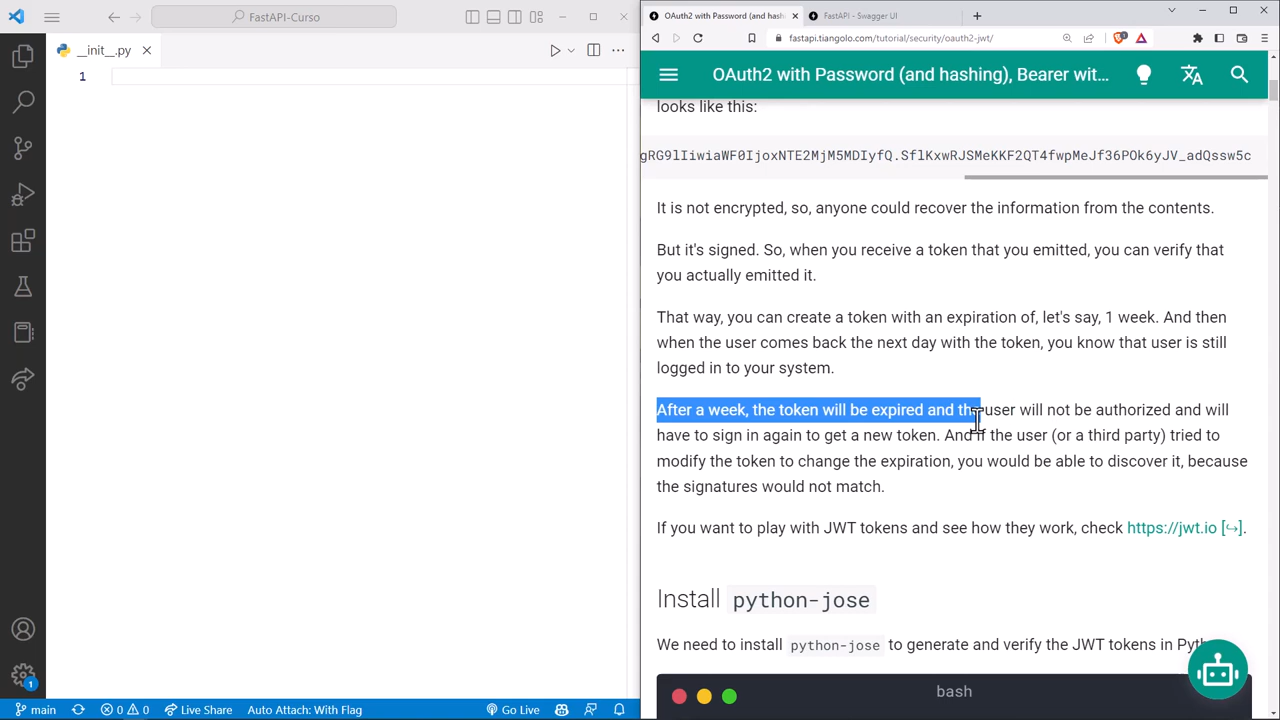 FastAPI-Curso
__init__.py
1
1
main
0
0
Live Share
Auto Attach: With Flag
Go Live
OAuth2 with Password (and hash
FastAPI - Swagger UI
fastapi.tiangolo.com/tutorial/security/oauth2-jwt/
OAuth2 with Password (and hashing), Bearer wit...
looks like this:
gRG9lIiwiaWF0IjoxNTE2MjM5MDIyfQ.SflKxwRJSMeKKF2QT4fwpMeJf36POk6yJV_adQssw5c
It is not encrypted, so, anyone could recover the information from the contents.
But it's signed. So, when you receive a token that you emitted, you can verify that
you actually emitted it.
That way, you can create a token with an expiration of, let's say, 1 week. And then
when the user comes back the next day with the token, you know that user is still
logged in to your system.
After a week, the token will be expired and the user will not be authorized and will
have to sign in again to get a new token. And if the user (or a third party) tried to
modify the token to change the expiration, you would be able to discover it, because
the signatures would not match.
If you want to play with JWT tokens and see how they work, check https://jwt.io [↪].
Install python-jose
We need to install python-jose to generate and verify the JWT tokens in Pyth
bash